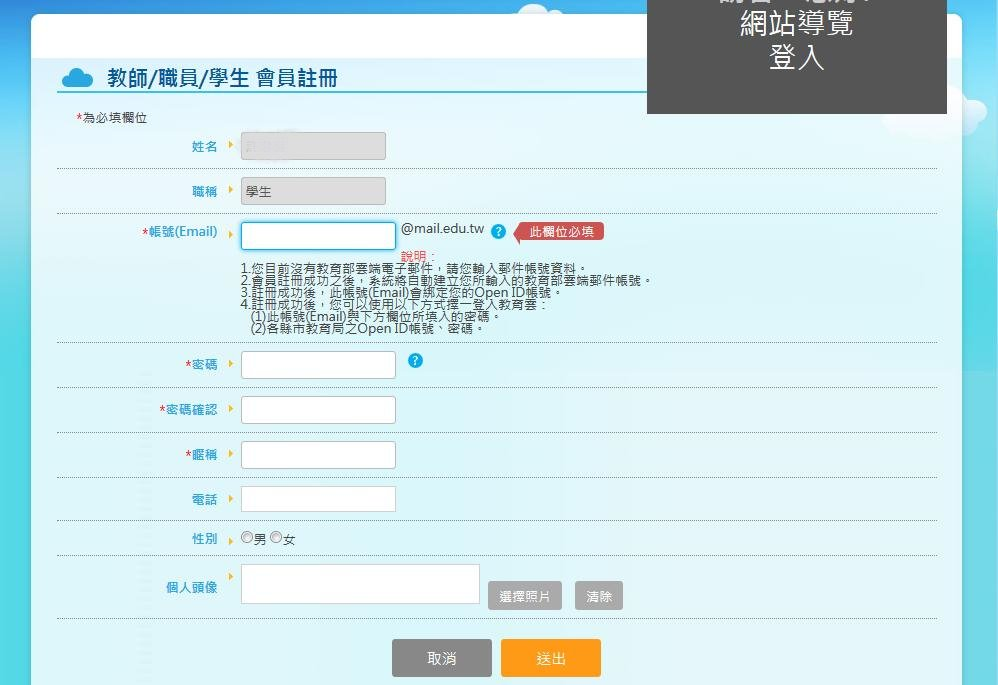 網站導覽
登入
教師/職員/學生 會員註冊
*為必填欄位
姓名
職稱
學生
*帳號(Email)
@mail.edu.tw
?
此欄位必填
說明：
1.您目前沒有教育部雲端電子郵件，請您輸入郵件帳號資料。
2.會員註冊成功之後，系統將自動建立您所輸入的教育部雲端郵件帳號。
3.註冊成功後，此帳號(Email)會綁定您的Open ID帳號。
4.註冊成功後，您可以使用以下方式擇一登入教育雲：
(1)此帳號(Email)與下方欄位所填入的密碼。
(2)各縣市教育局之Open ID帳號、密碼。
*密碼
?
*密碼確認
*暱稱
電話
性別
男 女
個人頭像
選擇照片
清除
取消
送出